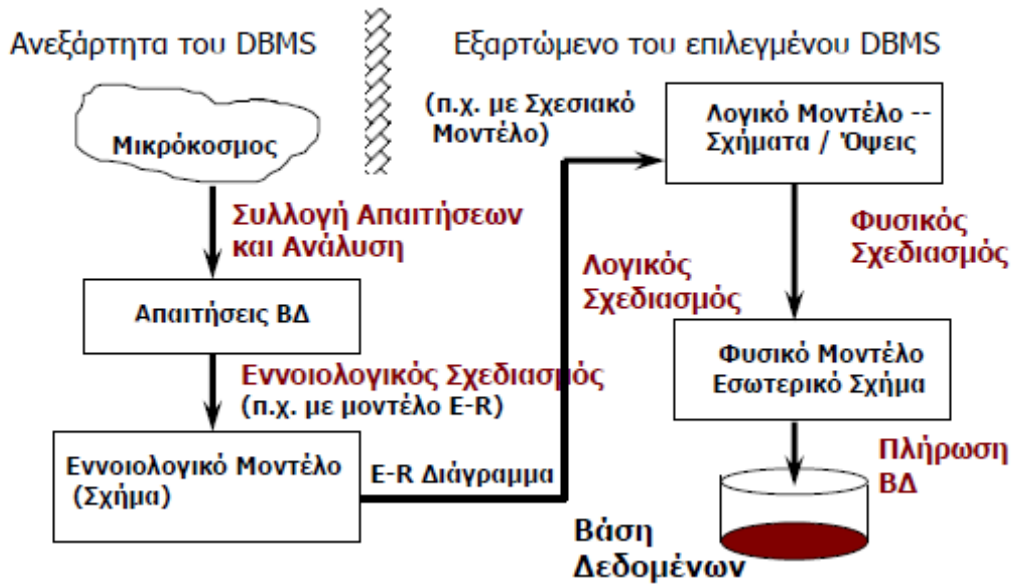 Ανεξάρτητα του DBMS
Μικρόκοσμος
Συλλογή Απαιτήσεων
και Ανάλυση
Απαιτήσεις ΒΔ
Εννοιολογικός Σχεδιασμός
(π.χ. με μοντέλο E-R)
Εννοιολογικό Μοντέλο
(Σχήμα)
E-R Διάγραμμα
Εξαρτώμενο του επιλεγμένου DBMS
(π.χ. με Σχεσιακό
Μοντέλο)
Λογικός
Σχεδιασμός
Λογικό Μοντέλο --
Σχήματα / Όψεις
Φυσικός
Σχεδιασμός
Φυσικό Μοντέλο
Εσωτερικό Σχήμα
Πλήρωση
ΒΔ
Βάση
Δεδομένων